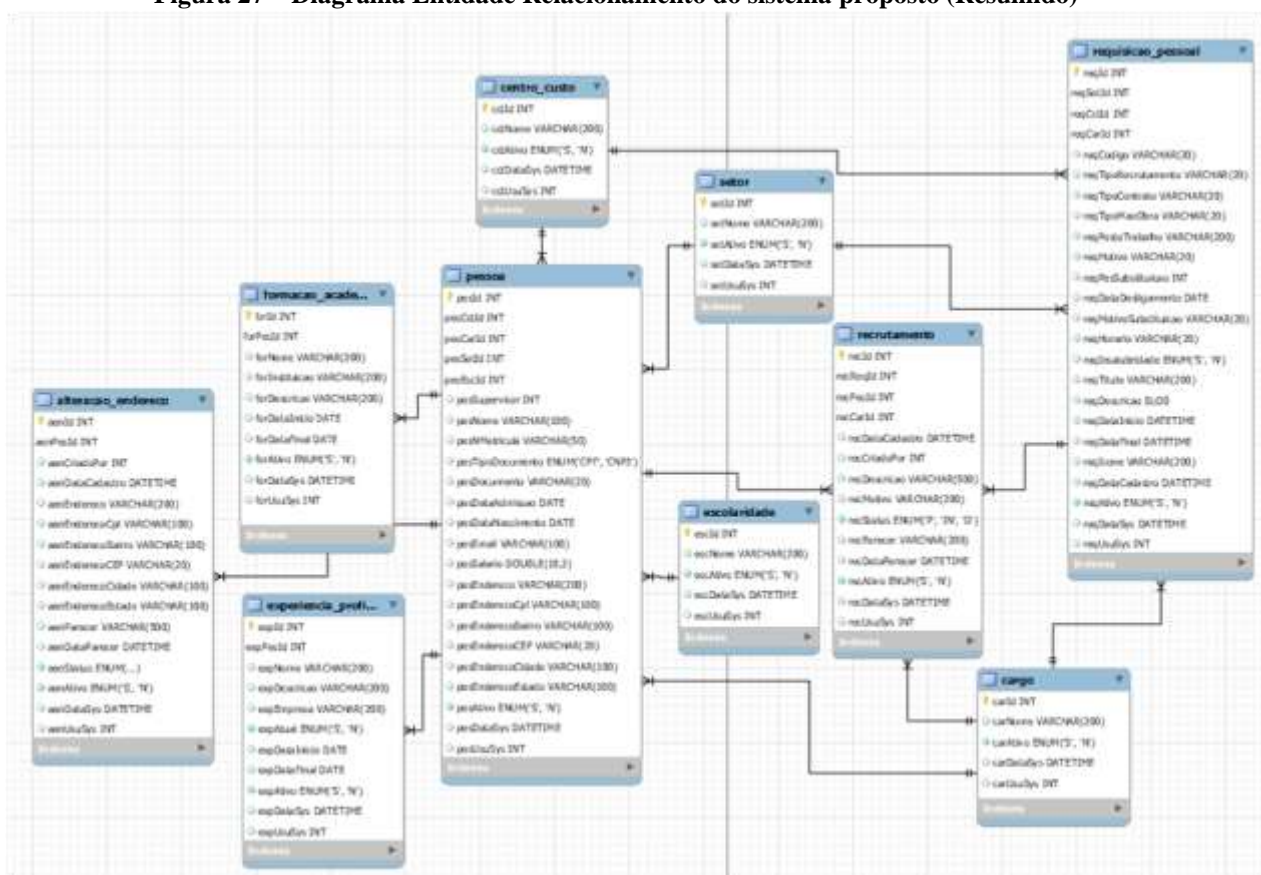 Figura 27 – Diagrama Entidade Relacionamento do sistema proposto (Resumido)
centro_custo
cstId INT
cstNome VARCHAR(200)
cstAtivo ENUM('S', 'N')
cstDataSys DATETIME
cstUsuSys INT
setor
setId INT
setNome VARCHAR(200)
setAtivo ENUM('S', 'N')
setDataSys DATETIME
setUsuSys INT
requisicao_pessoal
reqId INT
reqSetId INT
reqCstId INT
reqCarId INT
reqCodigo VARCHAR(20)
reqTipoRecrutamento VARCHAR(20)
reqTipoContrato VARCHAR(20)
reqTipoMaoObra VARCHAR(20)
reqPostoTrabalho VARCHAR(200)
reqMotivo VARCHAR(20)
reqPesSubstituto INT
reqDataDesligamento DATE
reqMotivoSubstituicao VARCHAR(20)
reqHorario VARCHAR(20)
reqInsalubridade ENUM('S', 'N')
reqTitulo VARCHAR(200)
reqDescricao BLOB
reqDataInicio DATETIME
reqDataFinal DATETIME
VARCHAR(200)
reqDataCadastro DATETIME
reqAtivo ENUM('S', 'N')
reqDataSys DATETIME
reqUsuSys INT
pessoa
pesId INT
pesCstId INT
pesCarId INT
pesSetId INT
pesEscId INT
pesSupervisor INT
pesNome VARCHAR(100)
pesNMatricula VARCHAR(50)
pesTipoDocumento ENUM('CPF', 'CNPJ')
pesDocumento VARCHAR(20)
pesDataAdmissao DATE
pesDataNascimento DATE
pesEmail VARCHAR(100)
pesSalario DOUBLE(10,2)
pesEndereco VARCHAR(200)
pesEnderecoCpl VARCHAR(100)
pesEnderecoBairro VARCHAR(100)
pesEnderecoCEP VARCHAR(20)
pesEnderecoCidade VARCHAR(100)
pesEnderecoEstado VARCHAR(100)
pesAtivo ENUM('S', 'N')
pesDataSys DATETIME
pesUsuSys INT
formacao_acade...
forId INT
forPesId INT
forNome VARCHAR(200)
forInstituicao VARCHAR(200)
forDescricao VARCHAR(200)
forDataInicio DATE
forDataFinal DATE
forAtivo ENUM('S', 'N')
forDataSys DATETIME
forUsuSys INT
alteracao_endereco
aenId INT
aenPesId INT
aenCriadoPor INT
aenDataCadastro DATETIME
aenEndereco VARCHAR(200)
aenEnderecoCpl VARCHAR(100)
aenEnderecoBairro VARCHAR(100)
aenEnderecoCEP VARCHAR(20)
aenEnderecoCidade VARCHAR(100)
aenEnderecoEstado VARCHAR(100)
aenParecer VARCHAR(500)
aenDataParecer DATETIME
aenStatus ENUM(...)
aenAtivo ENUM('S', 'N')
aenDataSys DATETIME
aenUsuSys INT
experiencia_profi...
expId INT
expPesId INT
expNome VARCHAR(200)
expDescricao VARCHAR(200)
expEmpresa VARCHAR(200)
expAtual ENUM('S', 'N')
expDataInicio DATE
expDataFinal DATE
expAtivo ENUM('S', 'N')
expDataSys DATETIME
expUsuSys INT
recrutamento
recId INT
recReqId INT
recPesId INT
recCarId INT
recDataCadastro DATETIME
recCriadoPor INT
recDescricao VARCHAR(500)
recMotivo VARCHAR(200)
recStatus
recParecer VARCHAR(200)
recDataParecer DATETIME
recAtivo ENUM('S', 'N')
recDataSys DATETIME
recUsuSys INT
escolaridade
escId INT
escNome VARCHAR(200)
escAtivo ENUM('S', 'N')
escDataSys DATETIME
escUsuSys INT
cargo
carId INT
carNome VARCHAR(200)
carAtivo ENUM('S', 'N')
carDataSys DATETIME
carUsuSys INT